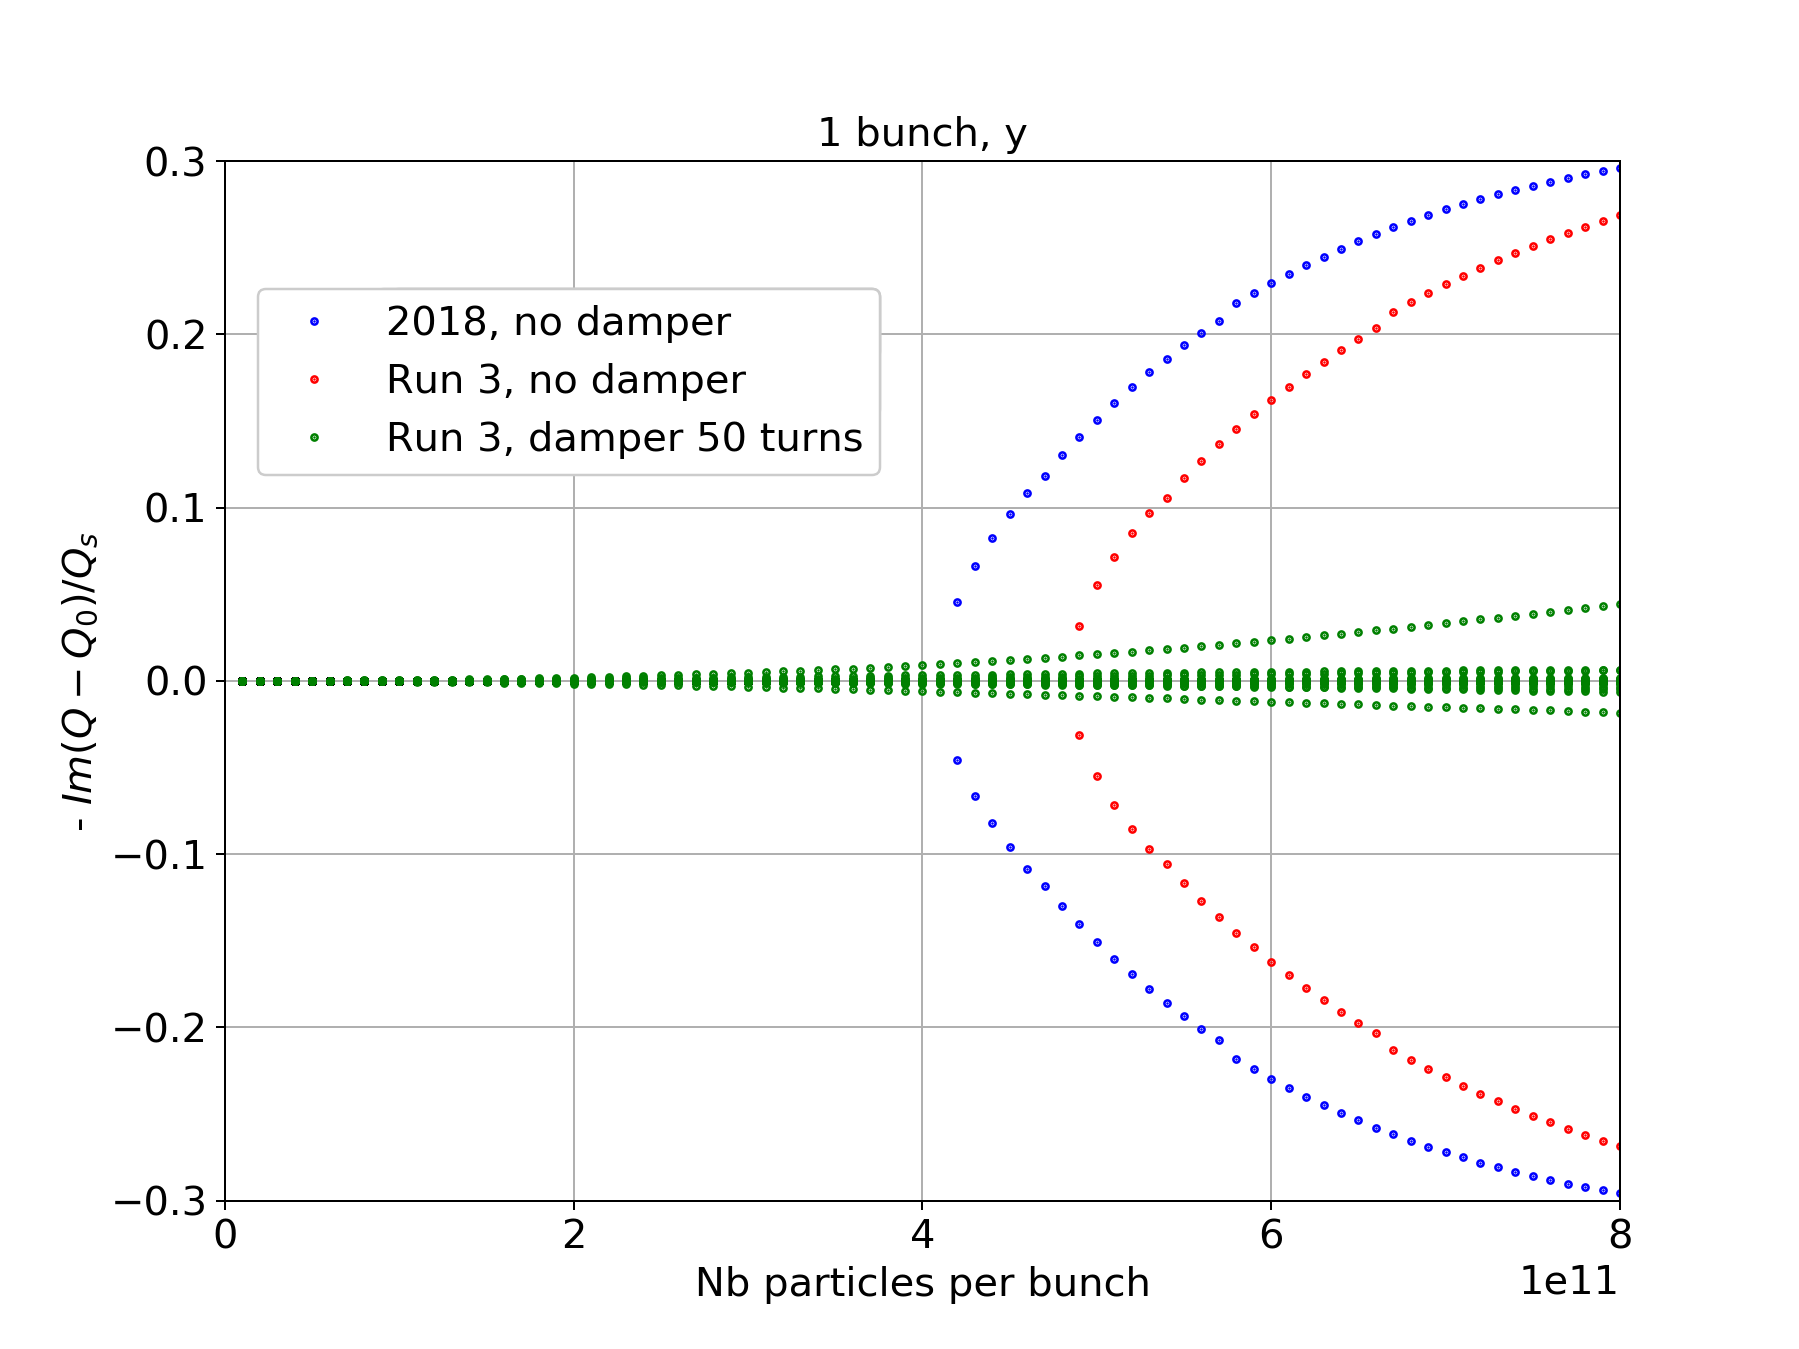 1 bunch, y
0.3
0.2
0.1
0.0
−0.1
−0.2
−0.3
- Im(Q − Q₀)/Qₛ
2018, no damper
Run 3, no damper
Run 3, damper 50 turns
0 2 4 6 8
Nb particles per bunch
1e11